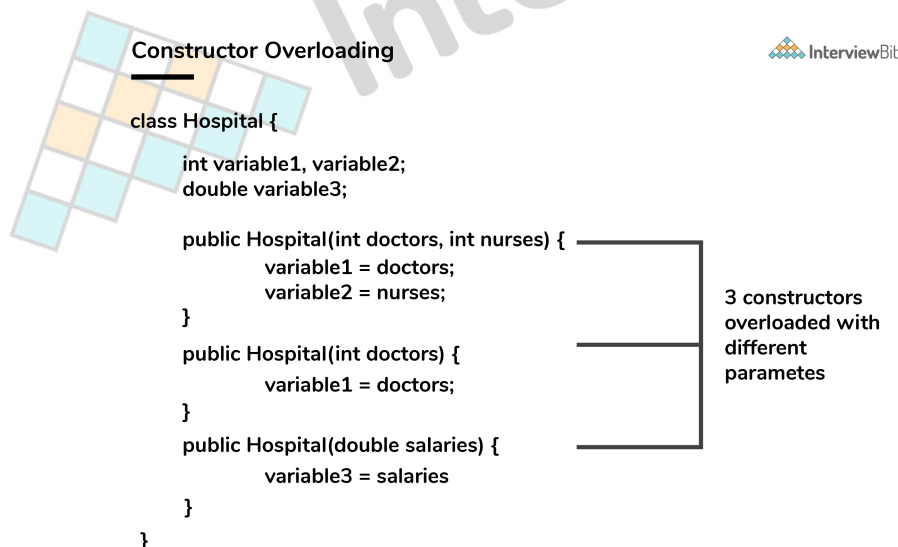 Inte
Constructor Overloading
InterviewBit
class Hospital {
int variable1, variable2;
double variable3;
public Hospital(int doctors, int nurses) {
variable1 = doctors;
variable2 = nurses;
}
public Hospital(int doctors) {
variable1 = doctors;
}
public Hospital(double salaries) {
variable3 = salaries
}
}
3 constructors
overloaded with
different
parametes